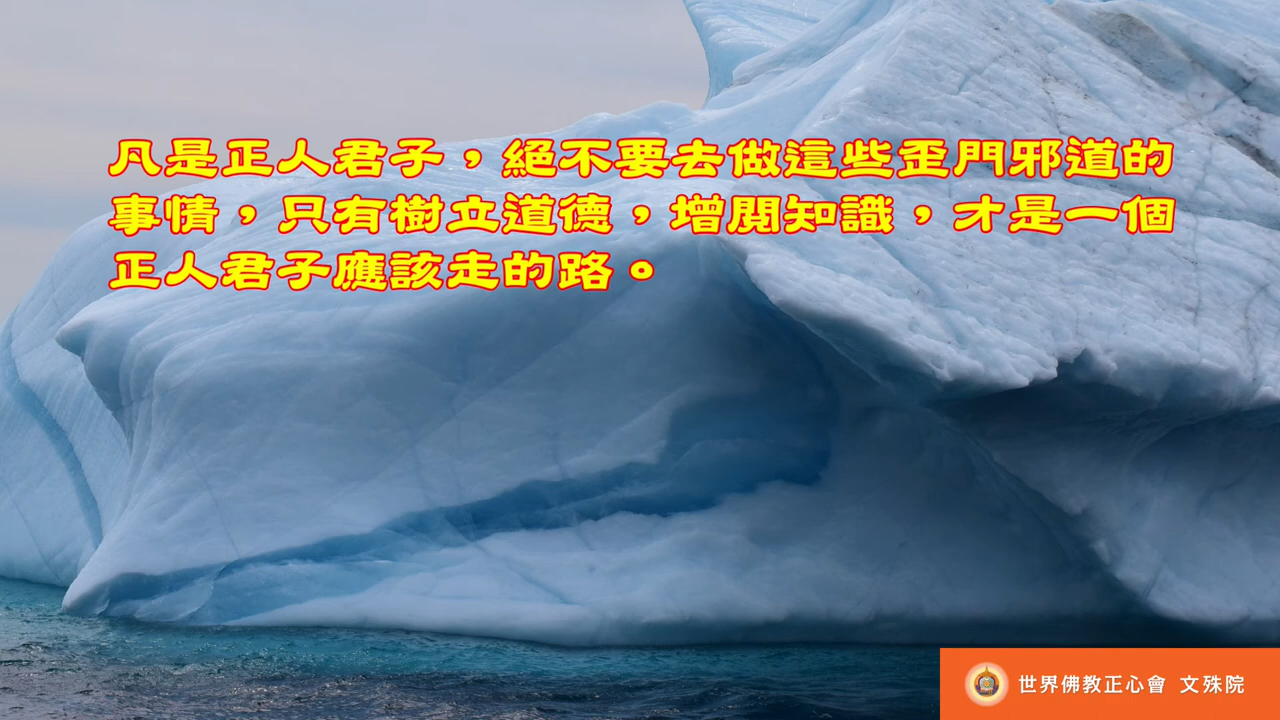 凡是正人君子，絕不要去做這些歪門邪道的
事情，只有樹立道德，增閱知識，才是一個
正人君子應該走的路。
世界佛教正心會 文殊院